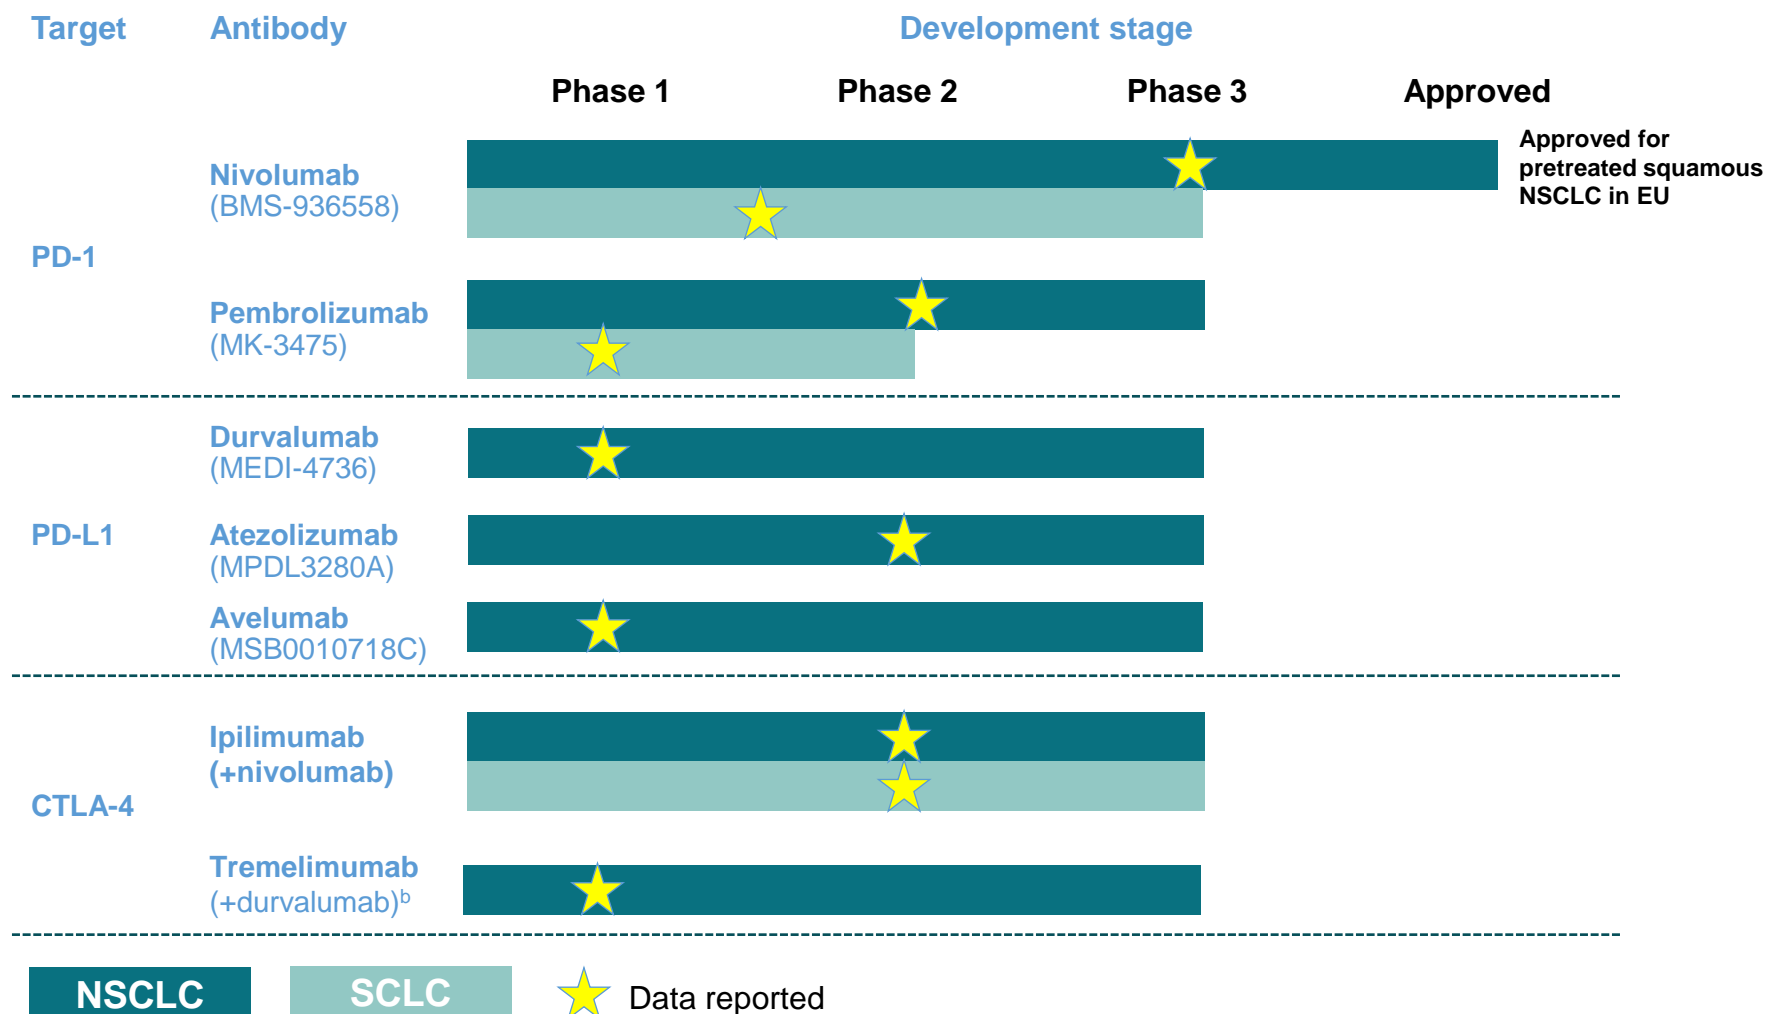 Target Antibody Development stage
Phase 1 Phase 2 Phase 3 Approved
Nivolumab
(BMS-936558)
Approved for
pretreated squamous
NSCLC in EU
PD-1
Pembrolizumab
(MK-3475)
Durvalumab
(MEDI-4736)
PD-L1
Atezolizumab
(MPDL3280A)
Avelumab
(MSB0010718C)
Ipilimumab
(+nivolumab)
CTLA-4
Tremelimumab
(+durvalumab)ᵇ
NSCLC SCLC Data reported